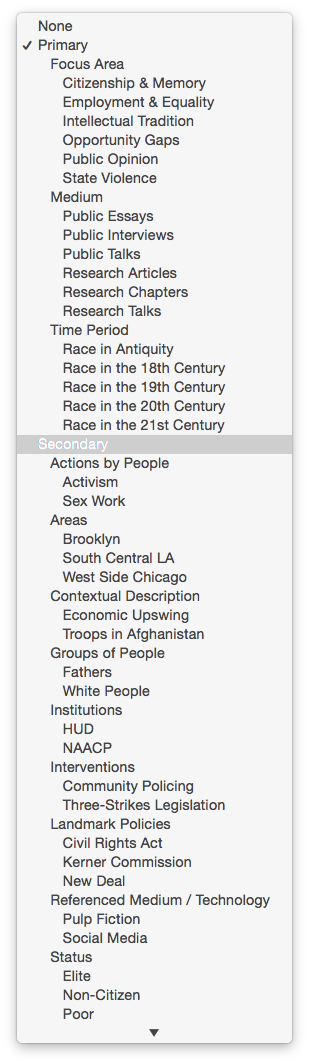 None
✓ Primary
Focus Area
Citizenship & Memory
Employment & Equality
Intellectual Tradition
Opportunity Gaps
Public Opinion
State Violence
Medium
Public Essays
Public Interviews
Public Talks
Research Articles
Research Chapters
Research Talks
Time Period
Race in Antiquity
Race in the 18th Century
Race in the 19th Century
Race in the 20th Century
Race in the 21st Century
Secondary
Actions by People
Activism
Sex Work
Areas
Brooklyn
South Central LA
West Side Chicago
Contextual Description
Economic Upswing
Troops in Afghanistan
Groups of People
Fathers
White People
Institutions
HUD
NAACP
Interventions
Community Policing
Three-Strikes Legislation
Landmark Policies
Civil Rights Act
Kerner Commission
New Deal
Referenced Medium / Technology
Pulp Fiction
Social Media
Status
Elite
Non-Citizen
Poor